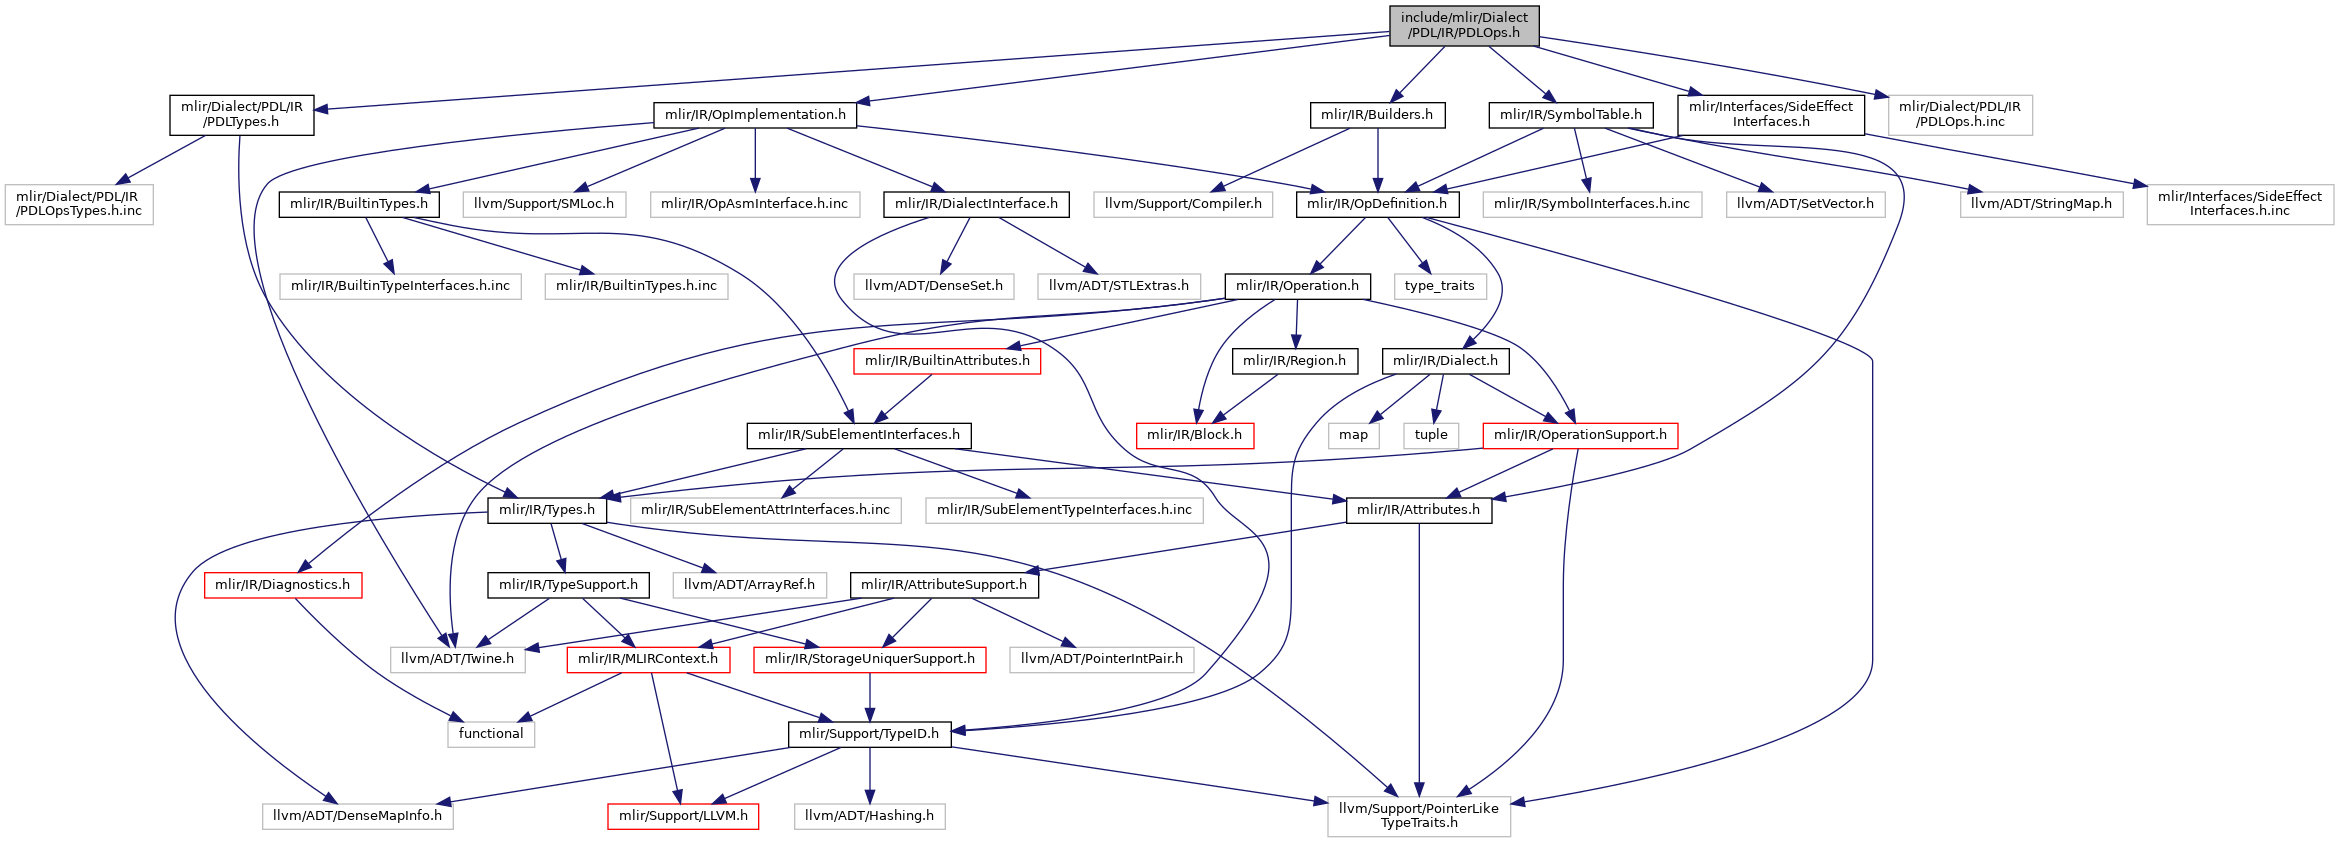 include/mlir/Dialect
/PDL/IR/PDLOps.h
mlir/Dialect/PDL/IR
/PDLTypes.h
mlir/IR/OpImplementation.h
mlir/IR/Builders.h
mlir/IR/SymbolTable.h
mlir/Interfaces/SideEffect
Interfaces.h
mlir/Dialect/PDL/IR
/PDLOps.h.inc
mlir/Dialect/PDL/IR
/PDLOpsTypes.h.inc
mlir/IR/BuiltinTypes.h
llvm/Support/SMLoc.h
mlir/IR/OpAsmInterface.h.inc
mlir/IR/DialectInterface.h
llvm/Support/Compiler.h
mlir/IR/OpDefinition.h
mlir/IR/SymbolInterfaces.h.inc
llvm/ADT/SetVector.h
llvm/ADT/StringMap.h
mlir/Interfaces/SideEffect
Interfaces.h.inc
mlir/IR/BuiltinTypeInterfaces.h.inc
mlir/IR/BuiltinTypes.h.inc
llvm/ADT/DenseSet.h
llvm/ADT/STLExtras.h
mlir/IR/Operation.h
type_traits
mlir/IR/BuiltinAttributes.h
mlir/IR/Region.h
mlir/IR/Dialect.h
mlir/IR/SubElementInterfaces.h
mlir/IR/Block.h
map
tuple
mlir/IR/OperationSupport.h
mlir/IR/Types.h
mlir/IR/SubElementAttrInterfaces.h.inc
mlir/IR/SubElementTypeInterfaces.h.inc
mlir/IR/Attributes.h
mlir/IR/Diagnostics.h
mlir/IR/TypeSupport.h
llvm/ADT/ArrayRef.h
mlir/IR/AttributeSupport.h
llvm/ADT/Twine.h
mlir/IR/MLIRContext.h
mlir/IR/StorageUniquerSupport.h
llvm/ADT/PointerIntPair.h
functional
mlir/Support/TypeID.h
llvm/ADT/DenseMapInfo.h
mlir/Support/LLVM.h
llvm/ADT/Hashing.h
llvm/Support/PointerLike
TypeTraits.h